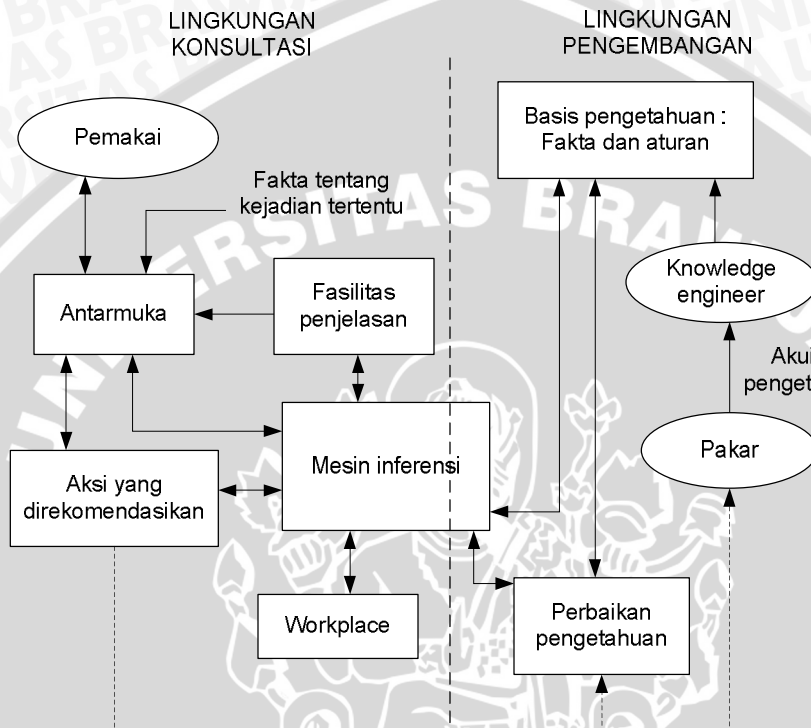 LINGKUNGAN
KONSULTASI
LINGKUNGAN
PENGEMBANGAN
Pemakai
Basis pengetahuan :
Fakta dan aturan
Fakta tentang
kejadian tertentu
Knowledge
engineer
Antarmuka
Fasilitas
penjelasan
Mesin inferensi
Pakar
Aksi yang
direkomendasikan
Workplace
Perbaikan
pengetahuan